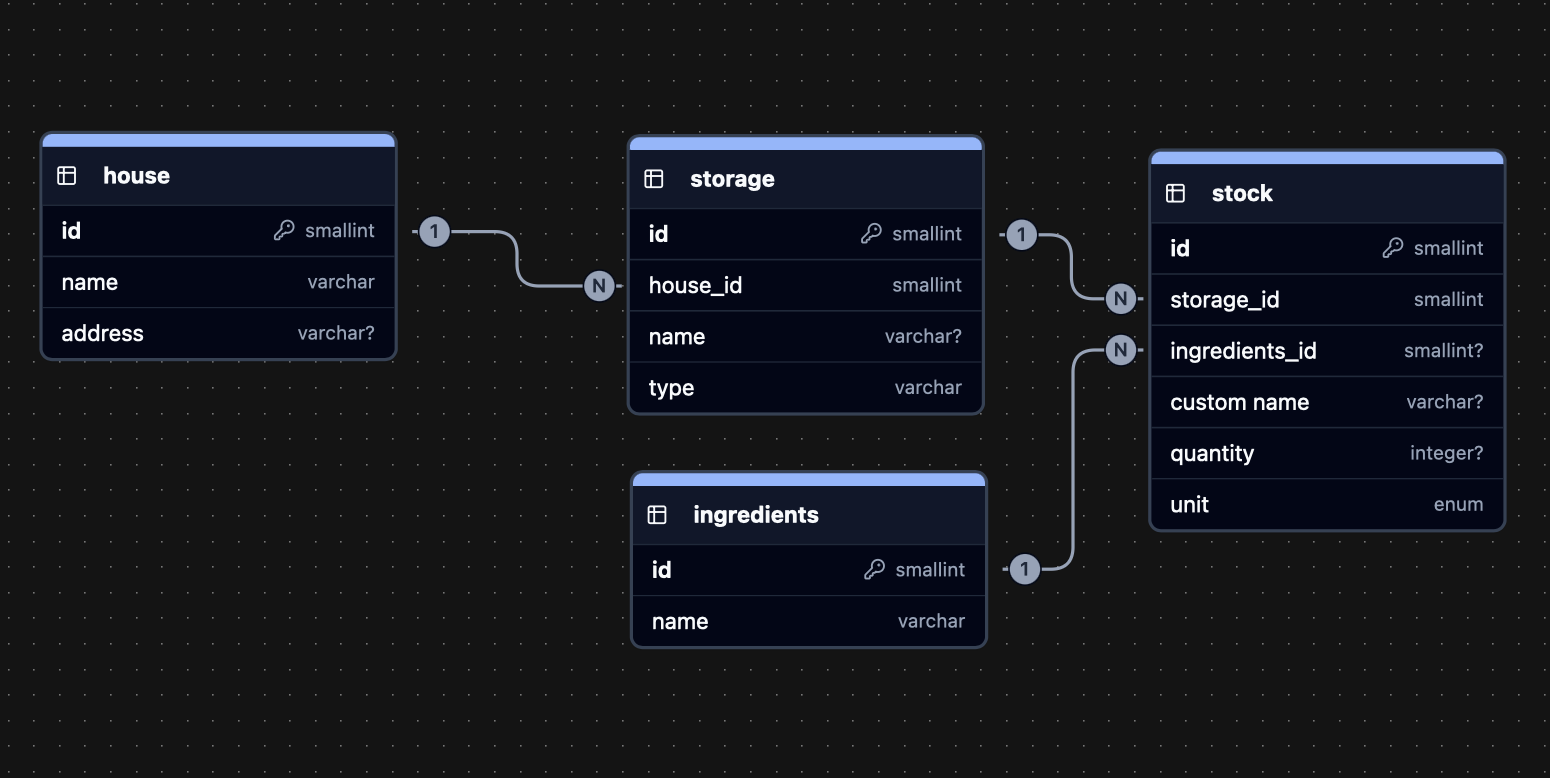 house
id smallint
name varchar
address varchar?
1
N
storage
id smallint
house_id smallint
name varchar?
type varchar
1
N
N
stock
id smallint
storage_id smallint
ingredients_id smallint?
custom name varchar?
quantity integer?
unit enum
ingredients
id smallint
name varchar
1